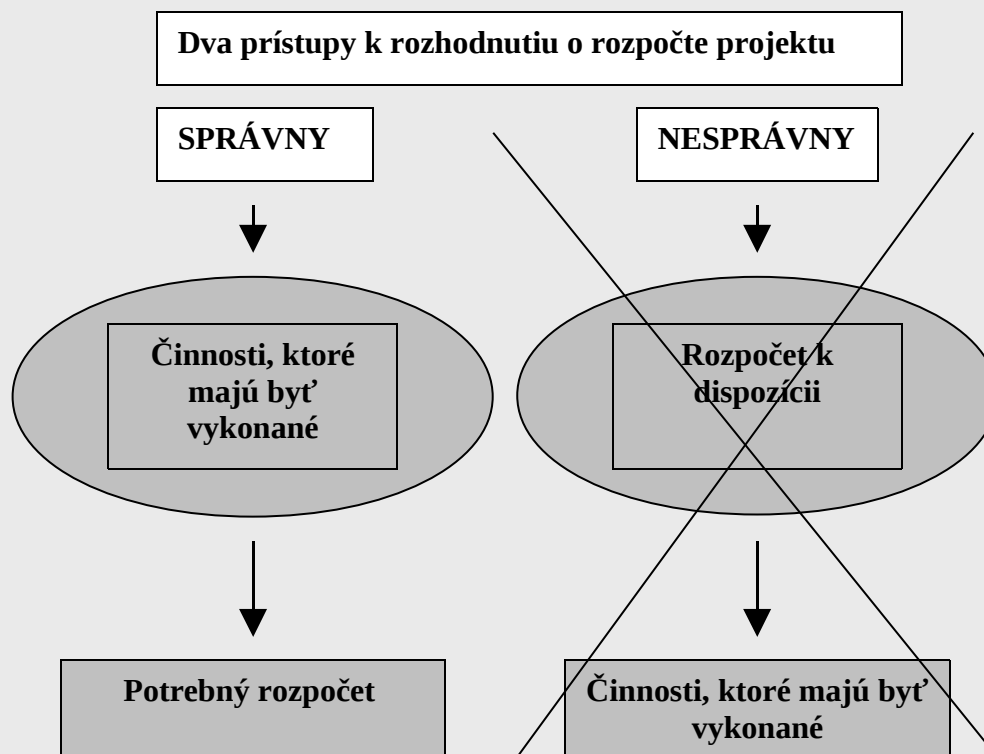 Dva prístupy k rozhodnutiu o rozpočte projektu
SPRÁVNY
NESPRÁVNY
Činnosti, ktoré
majú byť
vykonané
Rozpočet k
dispozícii
Potrebný rozpočet
Činnosti, ktoré majú byť
vykonané